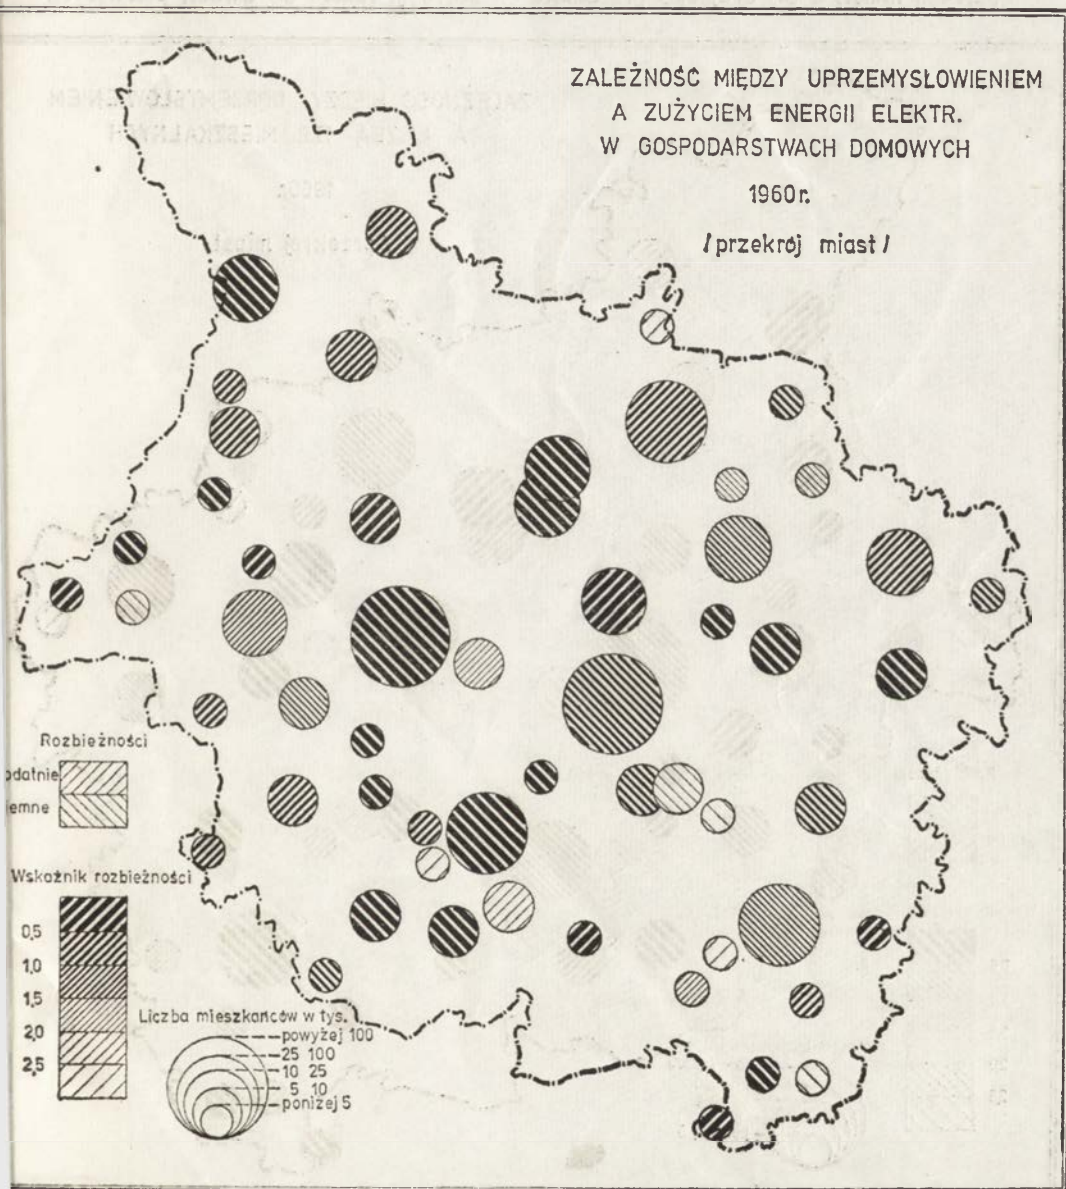 ZALEŻNOŚĆ MIĘDZY UPRZEMYSŁOWIENIEM
A ZUŻYCIEM ENERGII ELEKTR.
W GOSPODARSTWACH DOMOWYCH
1960r.
/przekrój miast/
Rozbieżności
odatnie
emne
Wskaźnik rozbieżności
0,5
1,0
1,5
2,0
2,5
Liczba mieszkańców w tys.
powyżej 100
25 100
10 25
5 10
poniżej 5